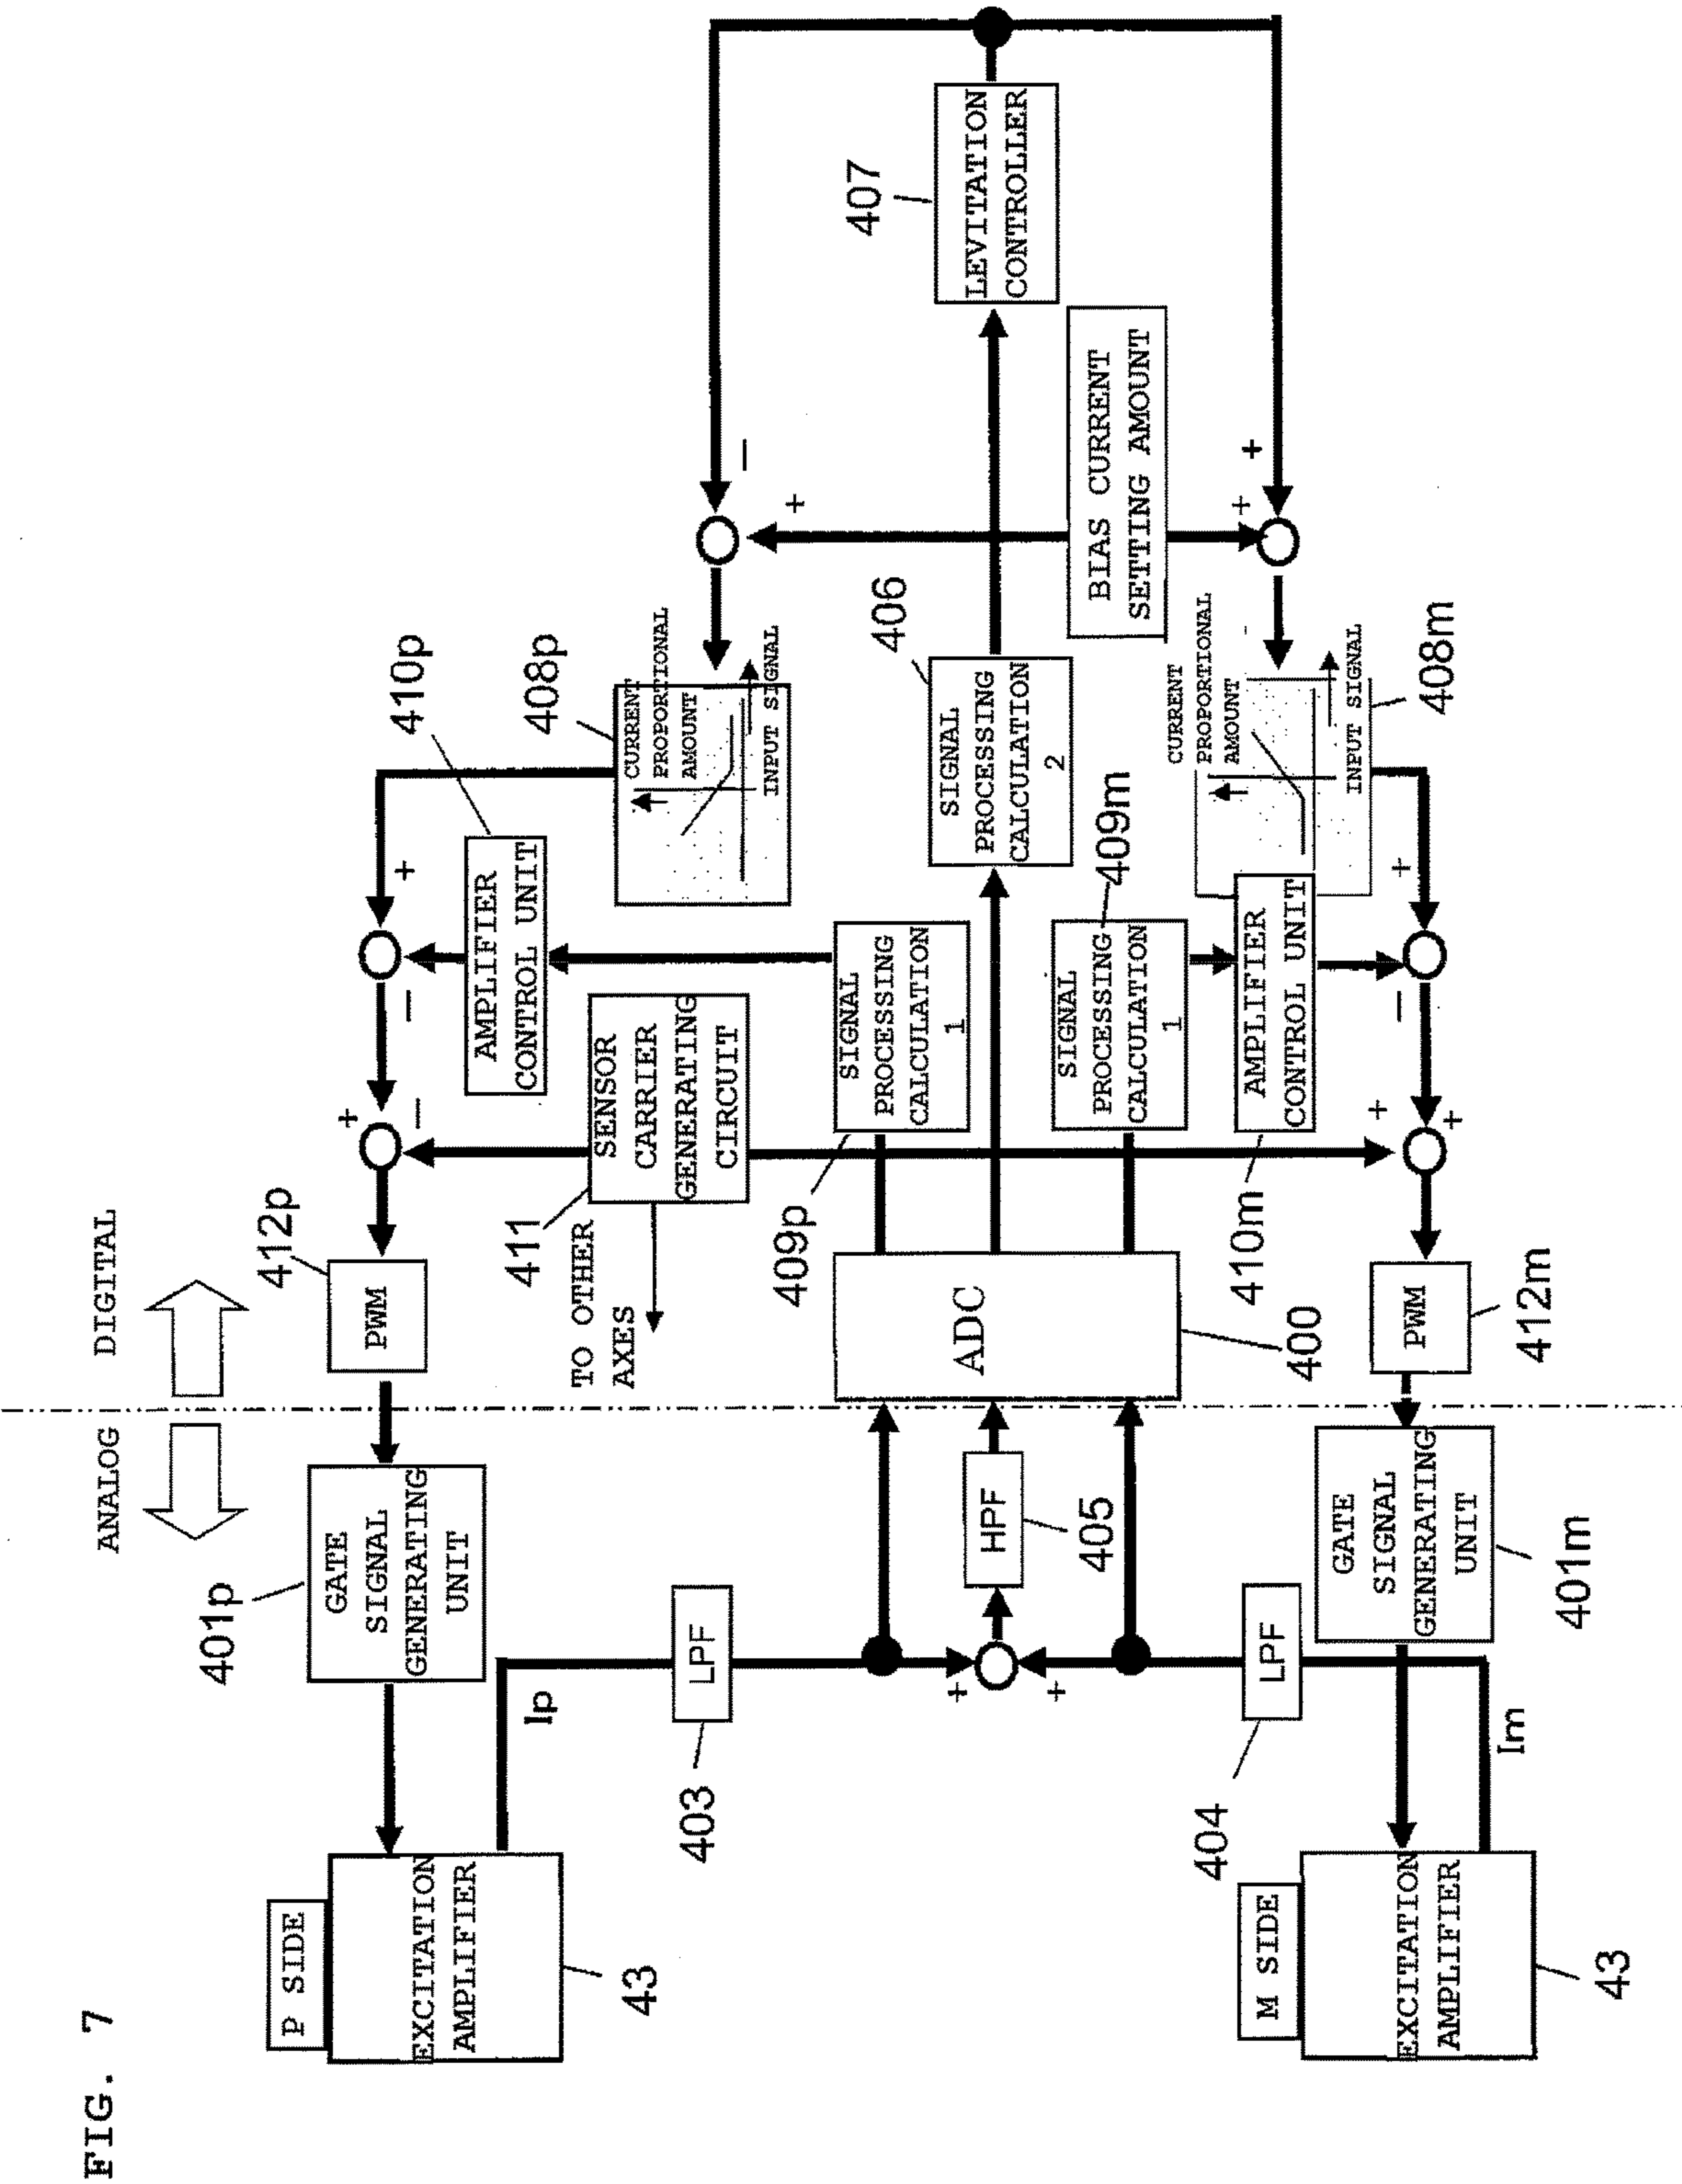 FIG. 7
ANALOG
DIGITAL
P SIDE
EXCITATION
AMPLIFIER
43
401p
GATE
SIGNAL
GENERATING
UNIT
Ip
412p
PWM
+
−
−
+
410p
AMPLIFIER
CONTROL UNIT
408p
CURRENT
PROPORTIONAL
AMOUNT
INPUT SIGNAL
−
+
411
SENSOR
CARRIER
GENERATING
CIRCUIT
TO OTHER
AXES
403
LPF
409p
SIGNAL
PROCESSING
CALCULATION
1
+
+
HPF
405
ADC
400
406
SIGNAL
PROCESSING
CALCULATION
2
407
LEVITATION
CONTROLLER
BIAS CURRENT
SETTING AMOUNT
409m
SIGNAL
PROCESSING
CALCULATION
1
404
LPF
410m
AMPLIFIER
CONTROL UNIT
CURRENT
PROPORTIONAL
AMOUNT
INPUT SIGNAL
408m
+
+
M SIDE
EXCITATION
AMPLIFIER
43
Im
GATE
SIGNAL
GENERATING
UNIT
401m
PWM
412m
+
+
−
+